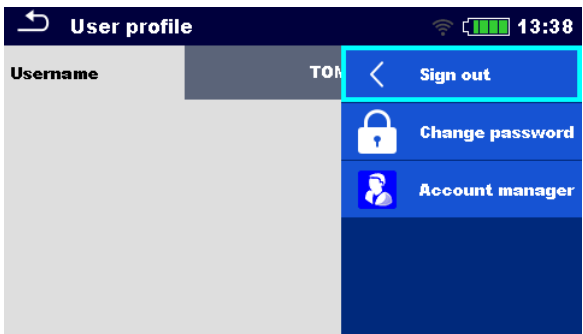 User profile 13:38
Username TOM
Sign out
Change password
Account manager